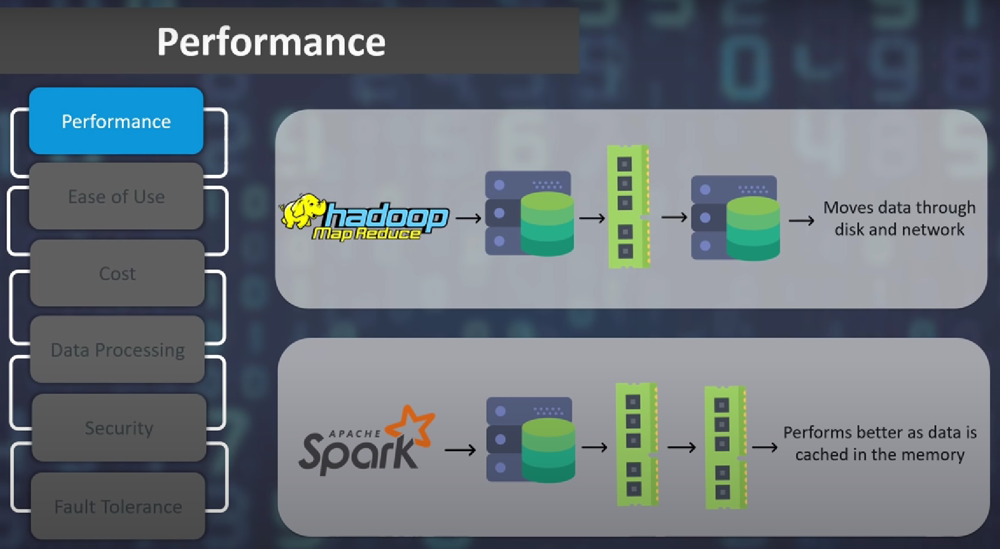 Performance
Performance
Ease of Use
Cost
Data Processing
Security
Fault Tolerance
hadoop
Map Reduce
Moves data through
disk and network
APACHE
Spark
Performs better as data is
cached in the memory